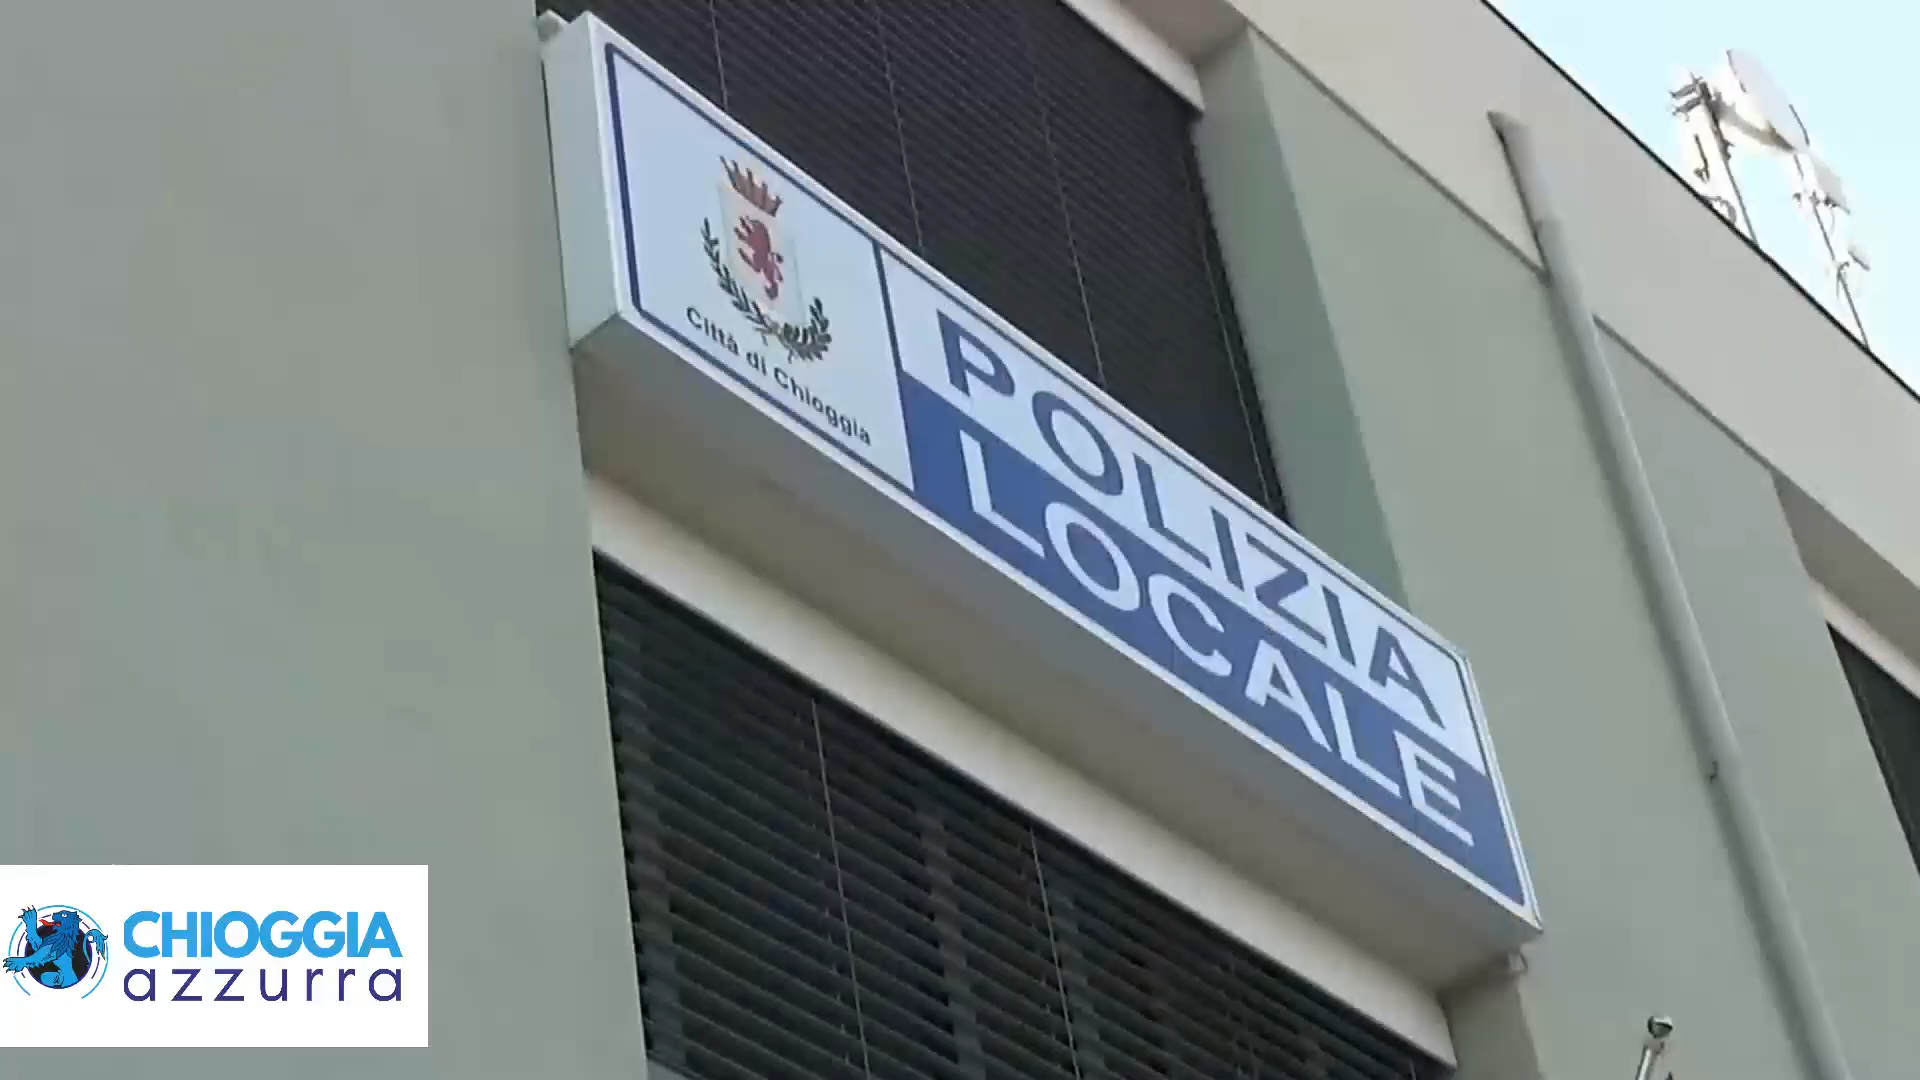 Città di Chioggia
POLIZIA
LOCALE
CHIOGGIA
azzurra